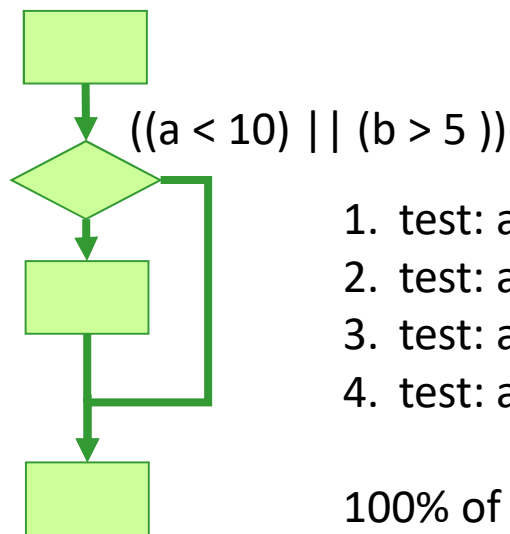 ((a < 10) || (b > 5 ))
1. test: a
2. test: a
3. test: a
4. test: a
100% of